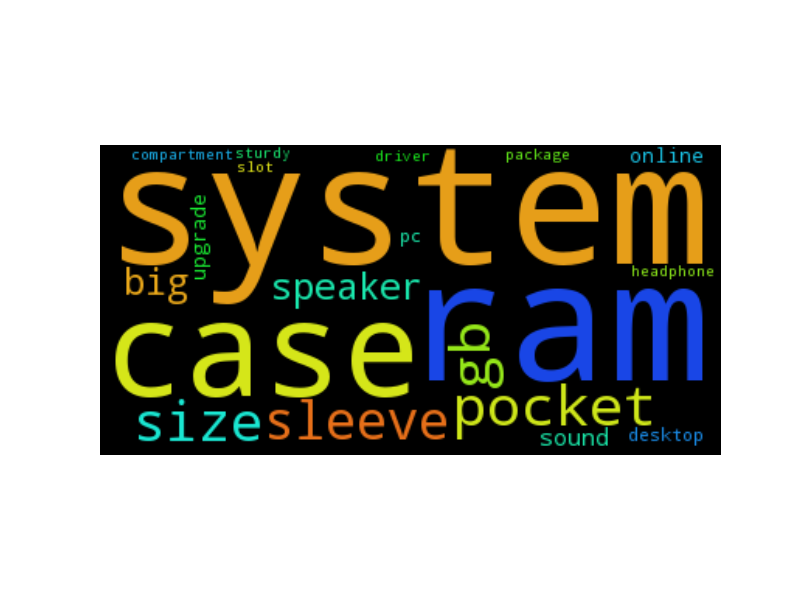 compartment sturdy driver package online
slot
system
upgrade
pc
big
speaker
headphone
case
ram
gb
size
sleeve
pocket
sound
desktop